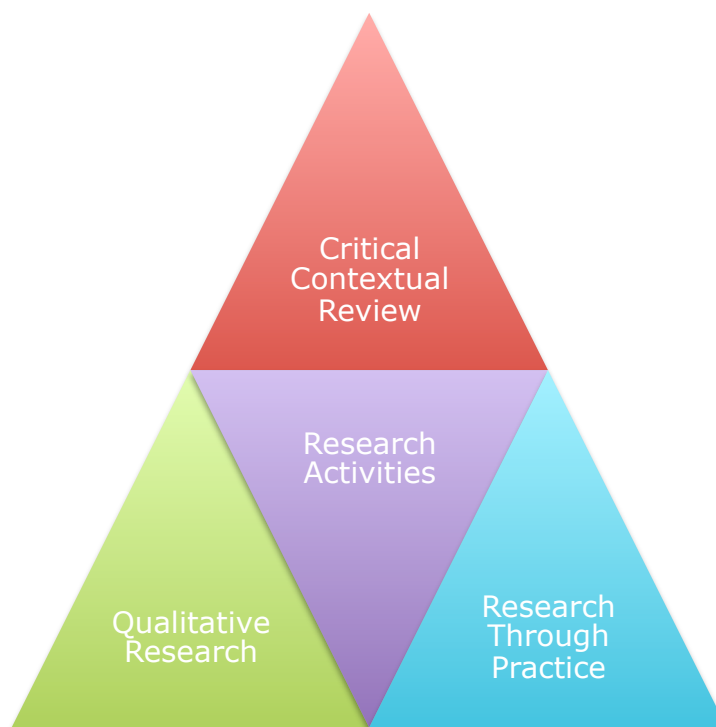 Critical
Contextual
Review
Research
Activities
Qualitative
Research
Research
Through
Practice